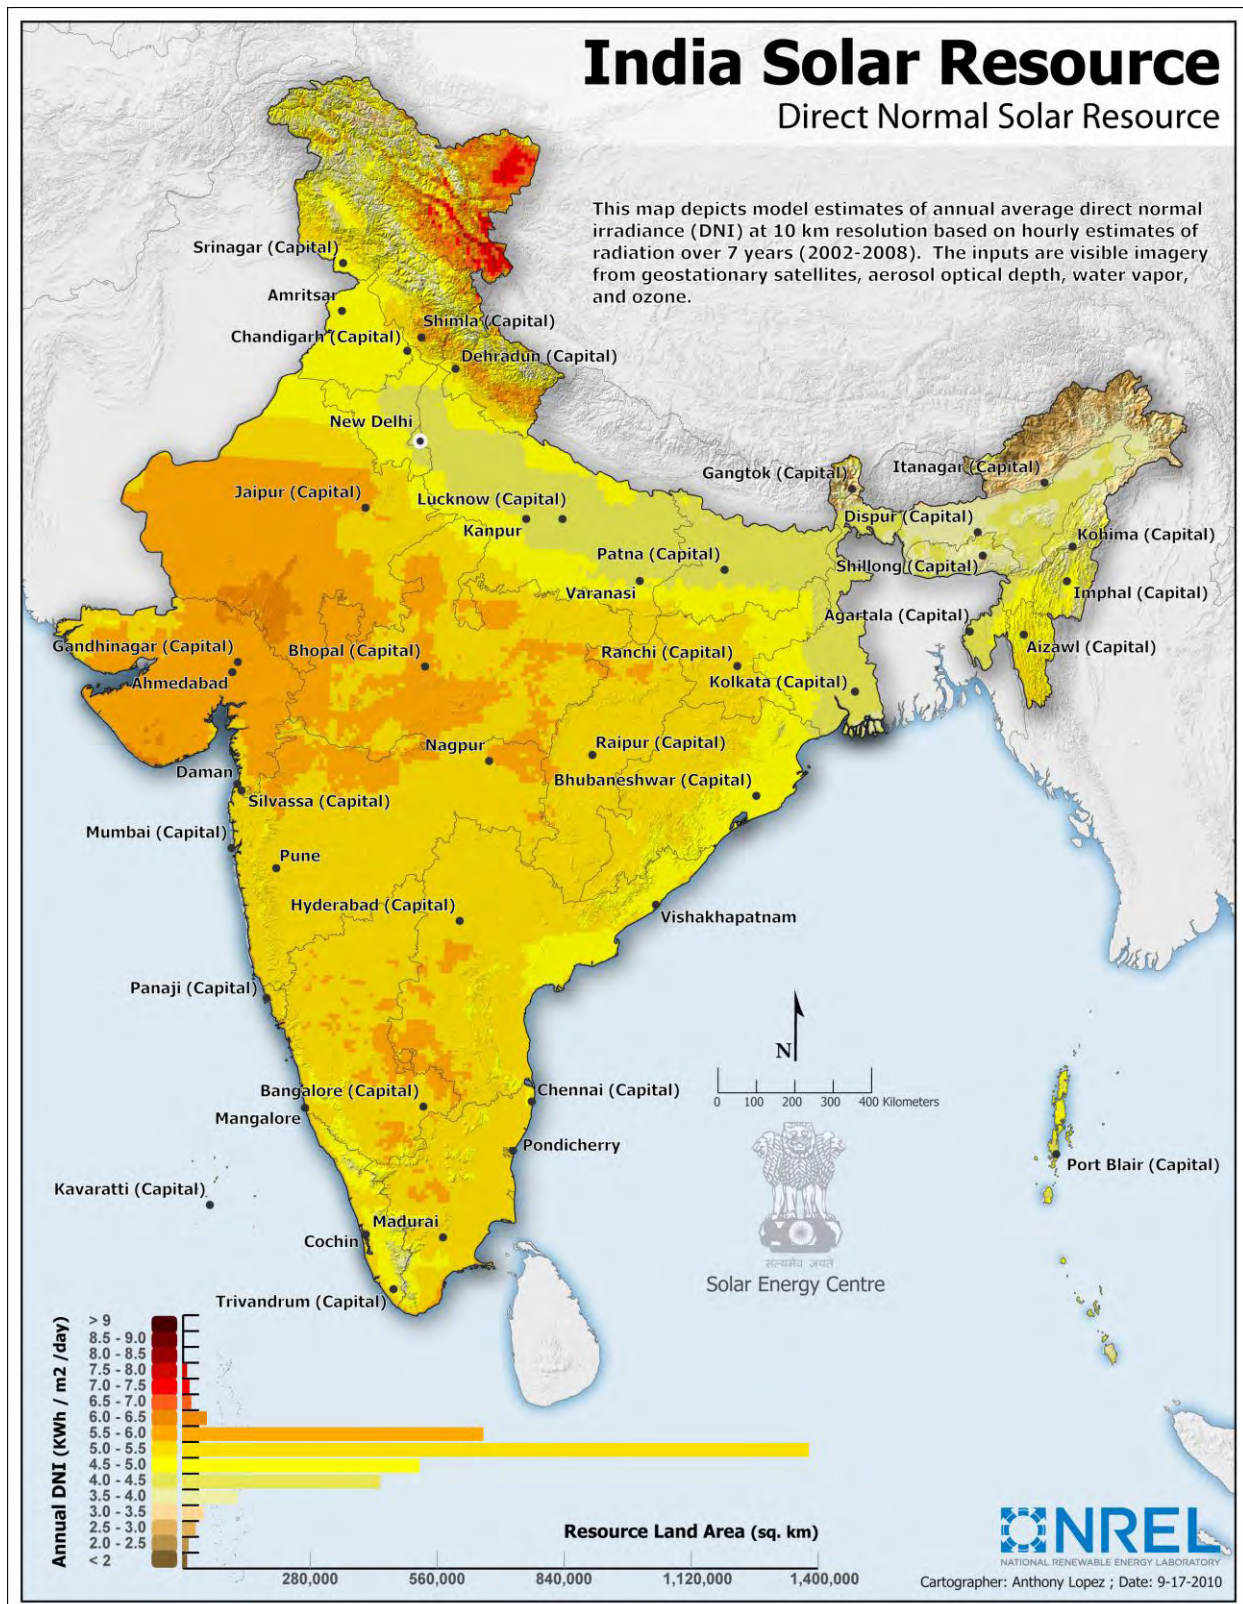 India Solar Resource
Direct Normal Solar Resource
This map depicts model estimates of annual average direct normal
irradiance (DNI) at 10 km resolution based on hourly estimates of
radiation over 7 years (2002-2008).  The inputs are visible imagery
from geostationary satellites, aerosol optical depth, water vapor,
and ozone.
Srinagar (Capital)
Amritsar
Shimla (Capital)
Chandigarh (Capital)
Dehradun (Capital)
New Delhi
Gangtok (Capital)
Itanagar (Capital)
Jaipur (Capital)
Lucknow (Capital)
Kanpur
Dispur (Capital)
Kohima (Capital)
Patna (Capital)
Shillong (Capital)
Varanasi
Imphal (Capital)
Agartala (Capital)
Gandhinagar (Capital)
Bhopal (Capital)
Ranchi (Capital)
Aizawl (Capital)
Ahmedabad
Kolkata (Capital)
Nagpur
Raipur (Capital)
Daman
Bhubaneshwar (Capital)
Silvassa (Capital)
Mumbai (Capital)
Pune
Hyderabad (Capital)
Vishakhapatnam
Panaji (Capital)
N
Bangalore (Capital)
Chennai (Capital)
0 100 200 300 400 Kilometers
Mangalore
Pondicherry
Port Blair (Capital)
Kavaratti (Capital)
Madurai
Cochin
सत्यमेव जयते
Solar Energy Centre
Trivandrum (Capital)
Annual DNI (KWh / m2 /day)
> 9
8.5 - 9.0
8.0 - 8.5
7.5 - 8.0
7.0 - 7.5
6.5 - 7.0
6.0 - 6.5
5.5 - 6.0
5.0 - 5.5
4.5 - 5.0
4.0 - 4.5
3.5 - 4.0
3.0 - 3.5
2.5 - 3.0
2.0 - 2.5
< 2
Resource Land Area (sq. km)
280,000 560,000 840,000 1,120,000 1,400,000
NREL
NATIONAL RENEWABLE ENERGY LABORATORY
Cartographer: Anthony Lopez ; Date: 9-17-2010